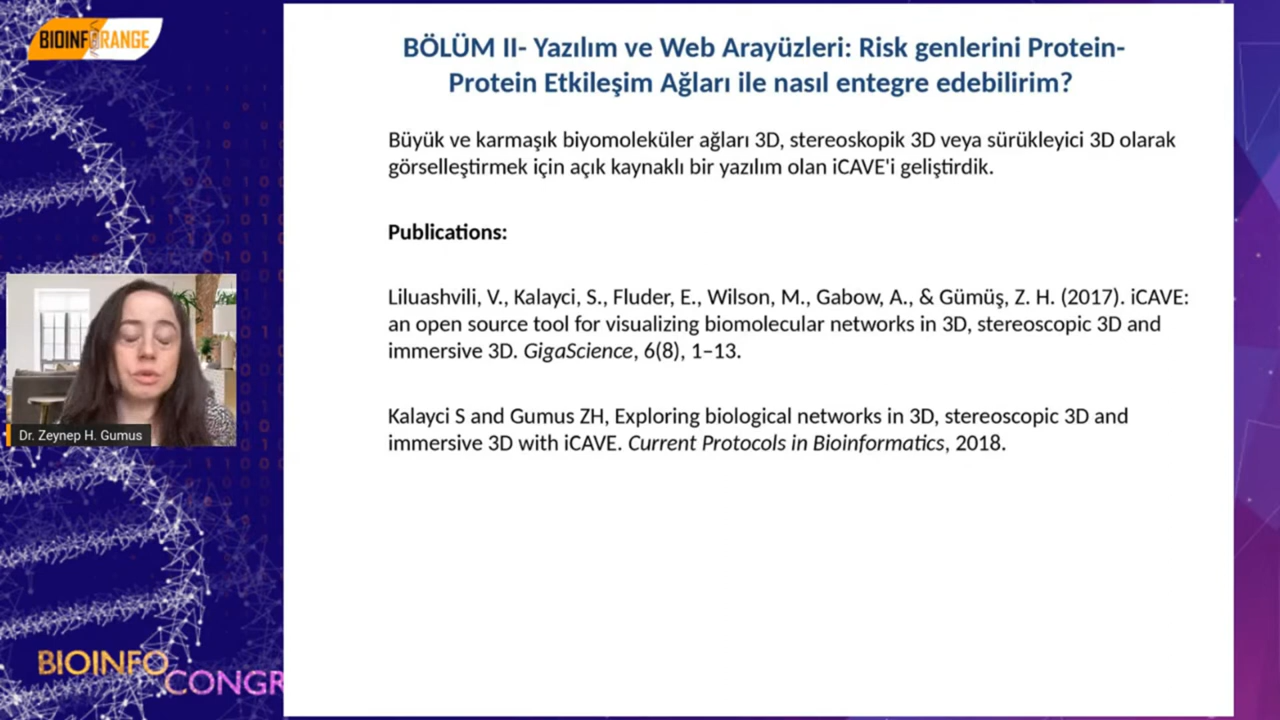 BIOINFORANGE
BÖLÜM II- Yazılım ve Web Arayüzleri: Risk genlerini Protein-
Protein Etkileşim Ağları ile nasıl entegre edebilirim?
Büyük ve karmaşık biyomoleküler ağları 3D, stereoskopik 3D veya sürükleyici 3D olarak
görselleştirmek için açık kaynaklı bir yazılım olan iCAVE'i geliştirdik.
Publications:
Liluashvili, V., Kalayci, S., Fluder, E., Wilson, M., Gabow, A., & Gümüş, Z. H. (2017). iCAVE:
an open source tool for visualizing biomolecular networks in 3D, stereoscopic 3D and
immersive 3D. GigaScience, 6(8), 1–13.
Kalayci S and Gumus ZH, Exploring biological networks in 3D, stereoscopic 3D and
immersive 3D with iCAVE. Current Protocols in Bioinformatics, 2018.
Dr. Zeynep H. Gumus
BIOINFO
CONGR